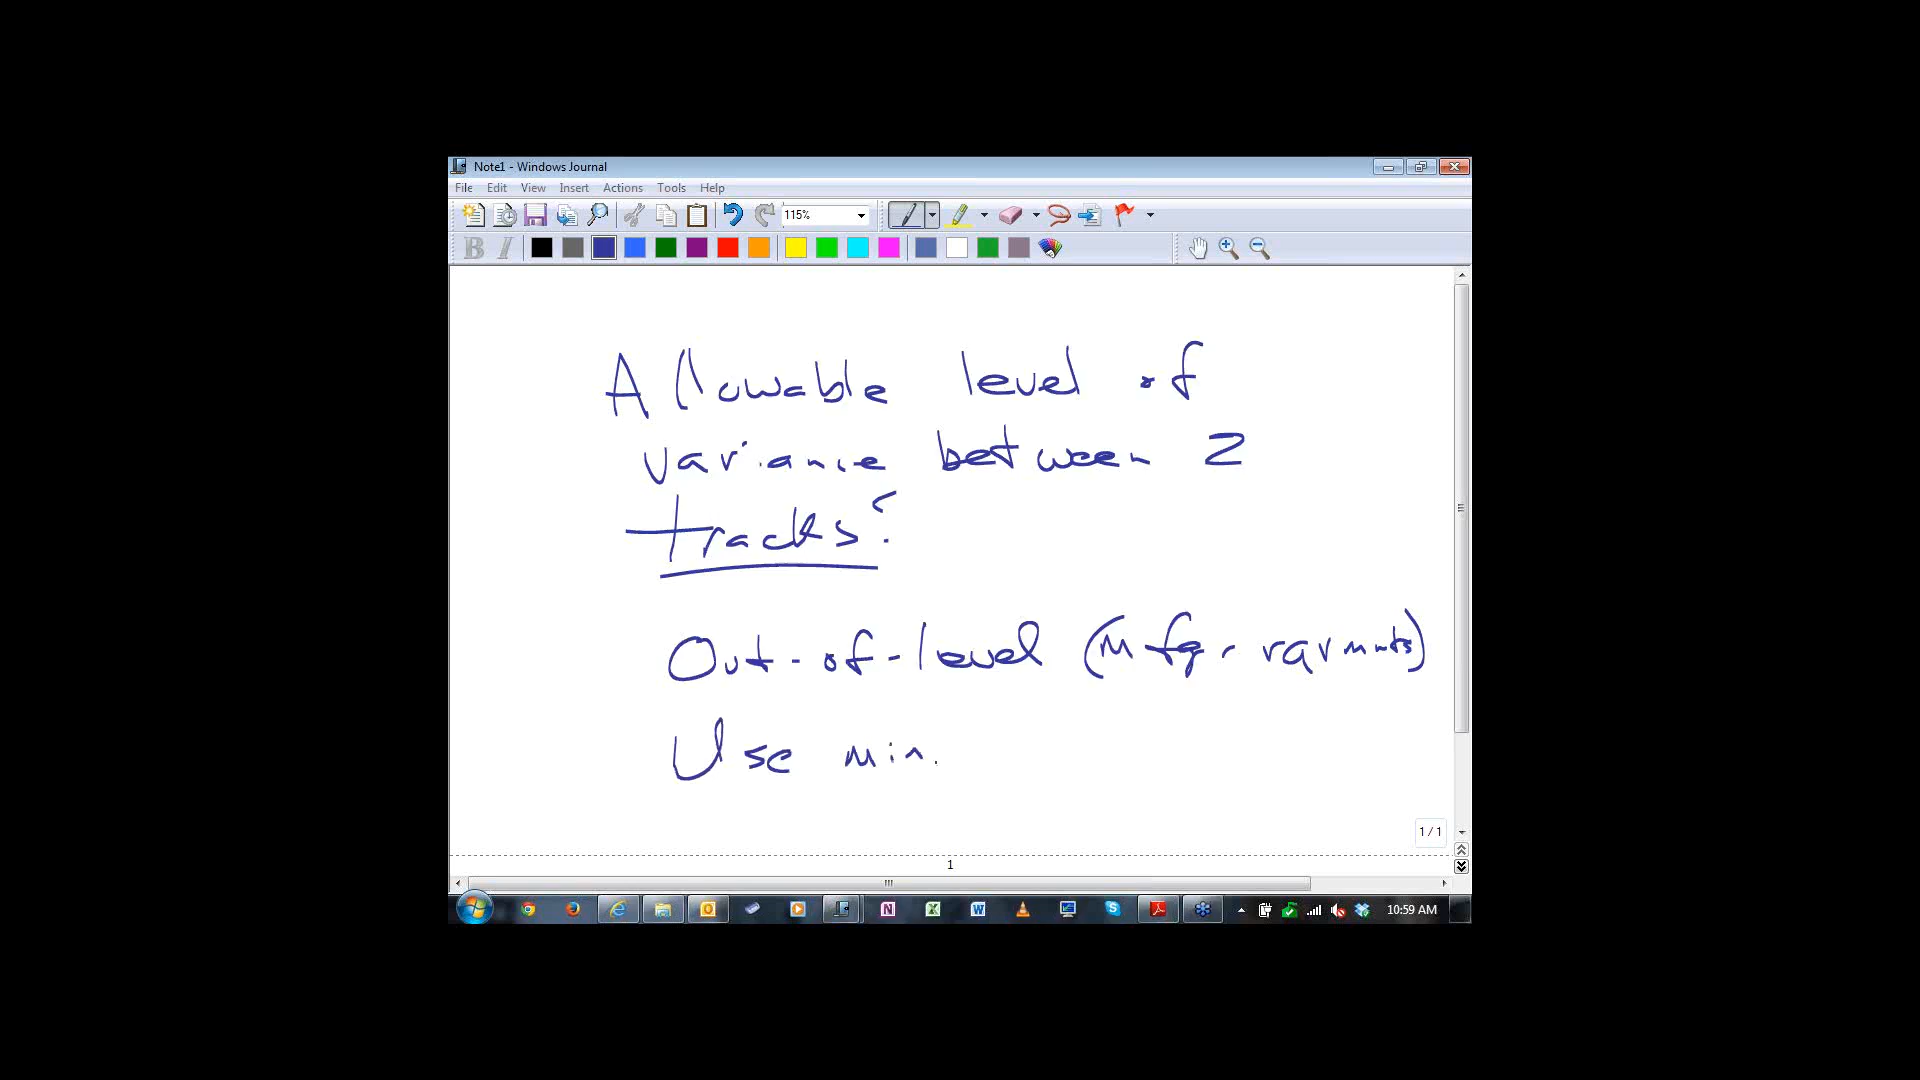 Note1 - Windows Journal
File Edit View Insert Actions Tools Help
115%
B I
Allowable level of
variance between 2
tracks?
Out-of-level (Mfgr rqrmnts)
Use min.
1 / 1
1
10:59 AM